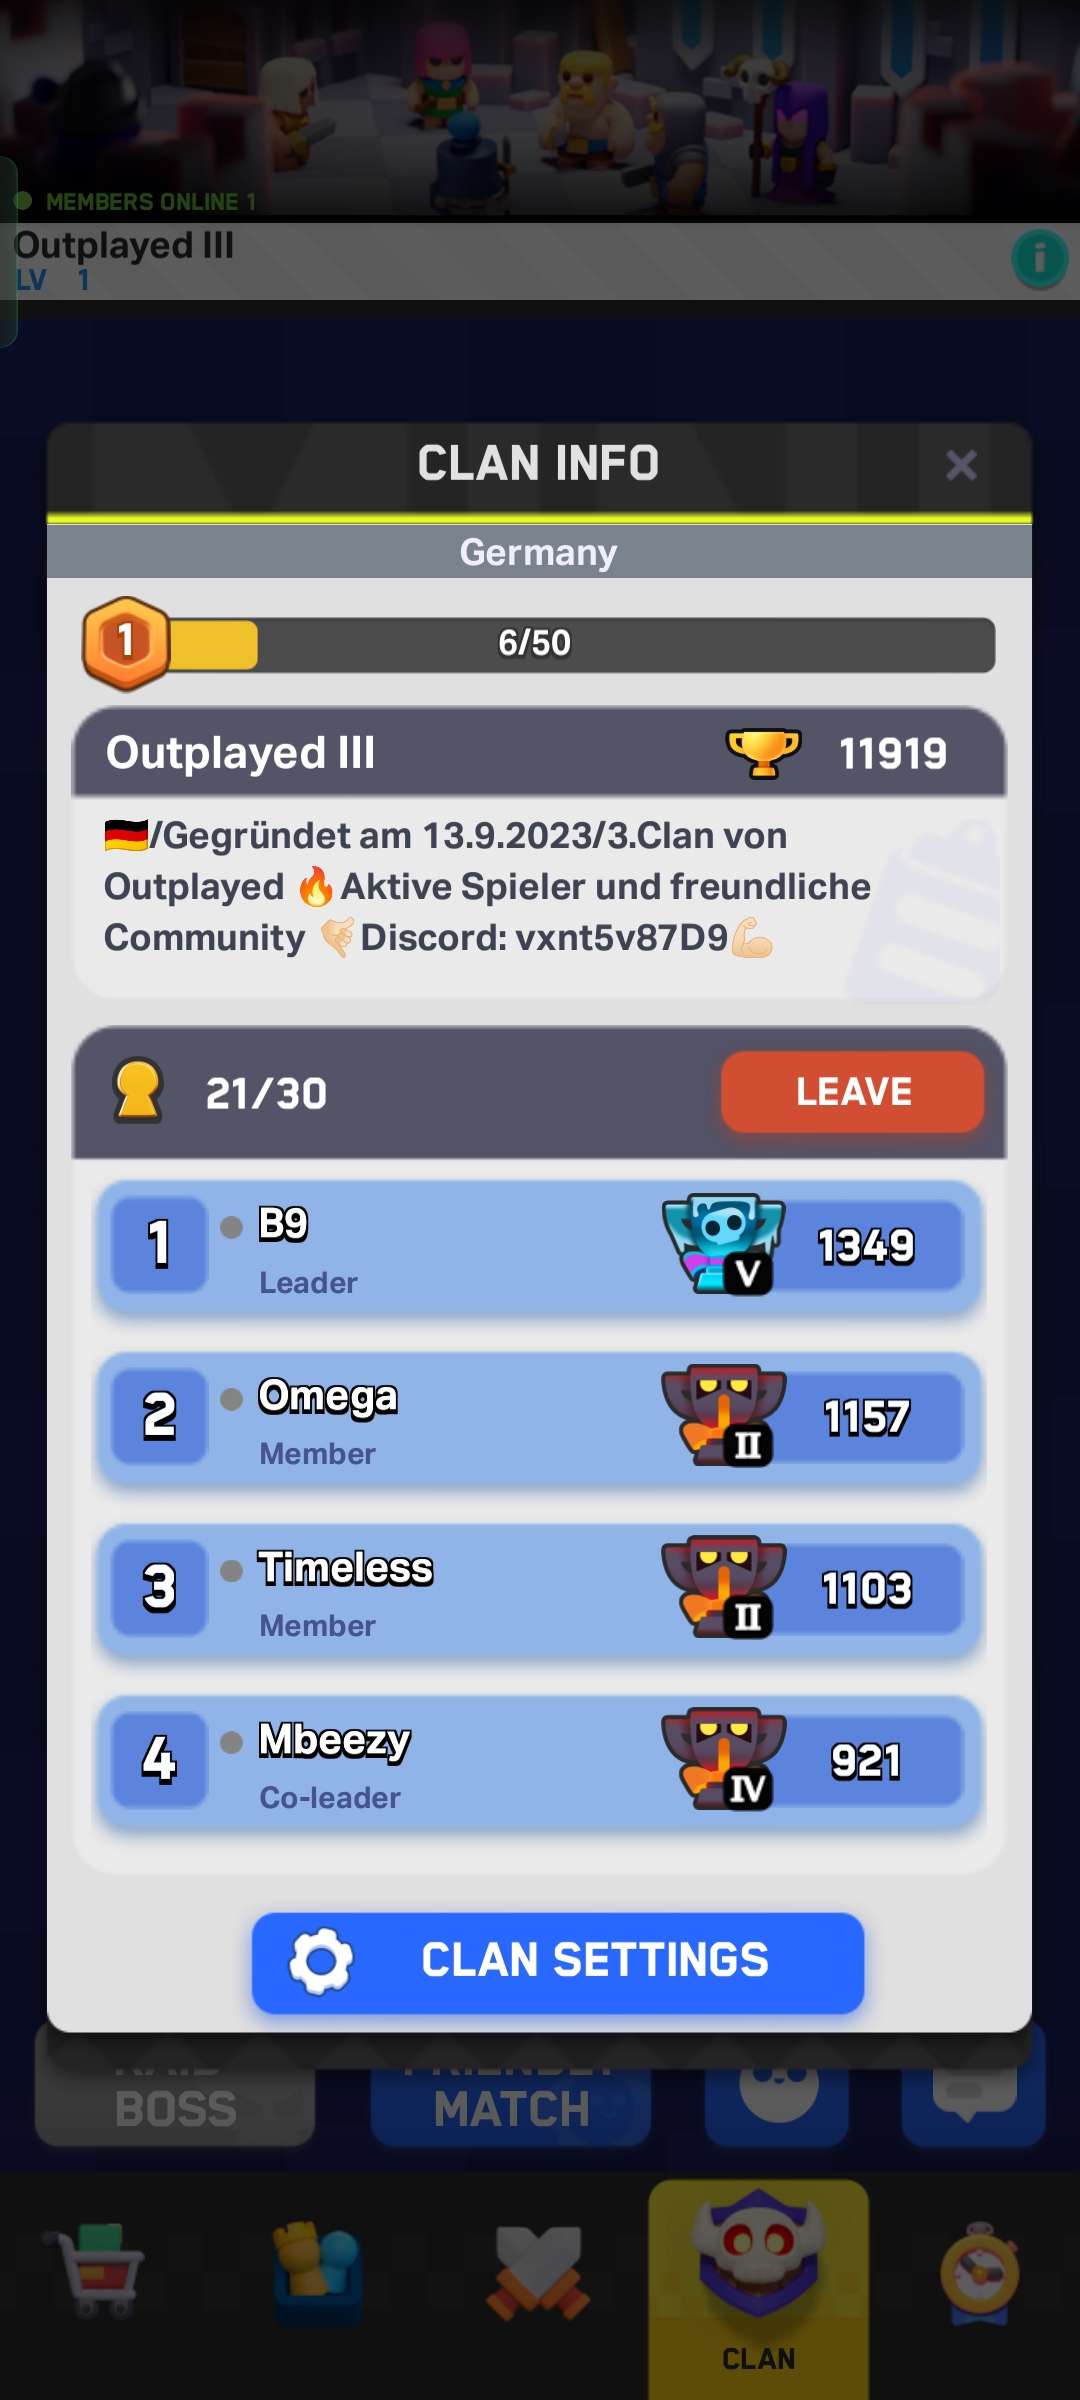 MEMBERS ONLINE 1
Outplayed III
LV 1
CLAN INFO
Germany
1
6/50
Outplayed III
11919
🇩🇪/Gegründet am 13.9.2023/3.Clan von
Outplayed 🔥Aktive Spieler und freundliche
Community 🤙🏻Discord: vxnt5v87D9💪🏻
21/30
LEAVE
1
B9
Leader
V
1349
2
Omega
Member
II
1157
3
Timeless
Member
II
1103
4
Mbeezy
Co-leader
IV
921
CLAN SETTINGS
BOSS
MATCH
CLAN